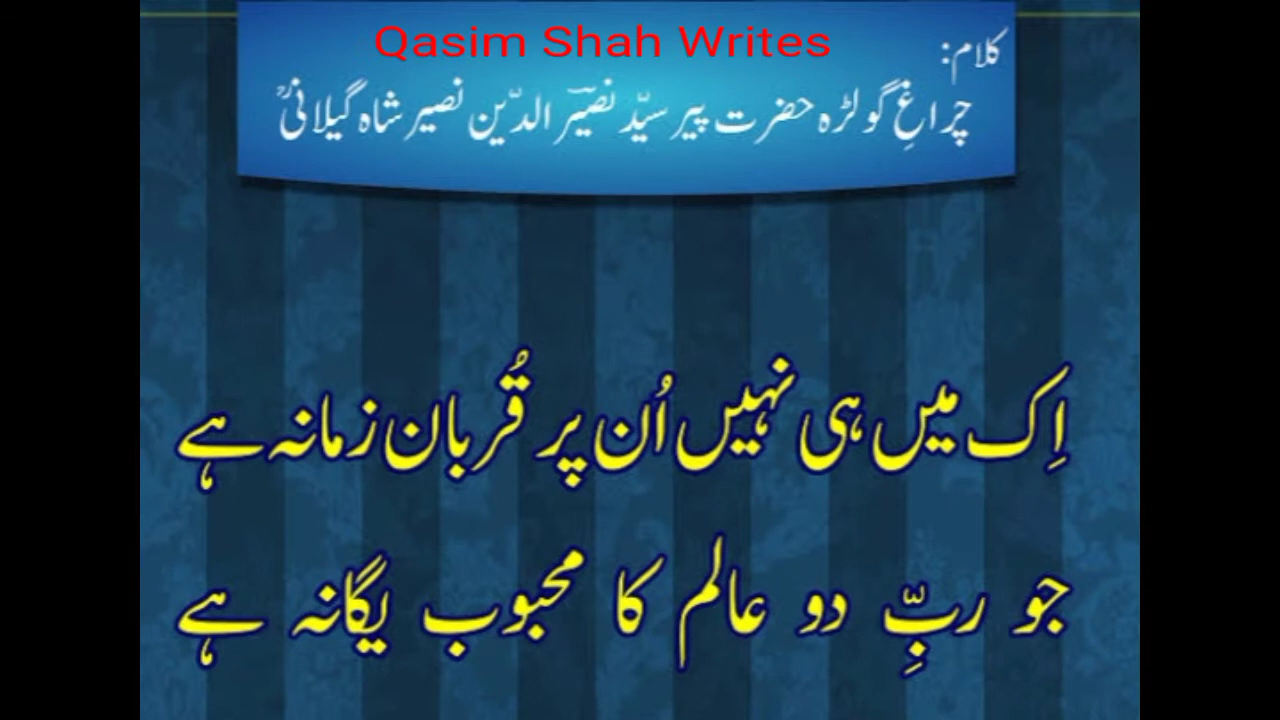 Qasim Shah Writes
کلام:
چراغِ گولڑہ حضرت پیر سیّد نصیر الدّین نصیر شاہ گیلانیؒ
اِک میں ہی نہیں اُن پر قُربان زمانہ ہے
جو ربِّ دو عالم کا محبوب یگانہ ہے